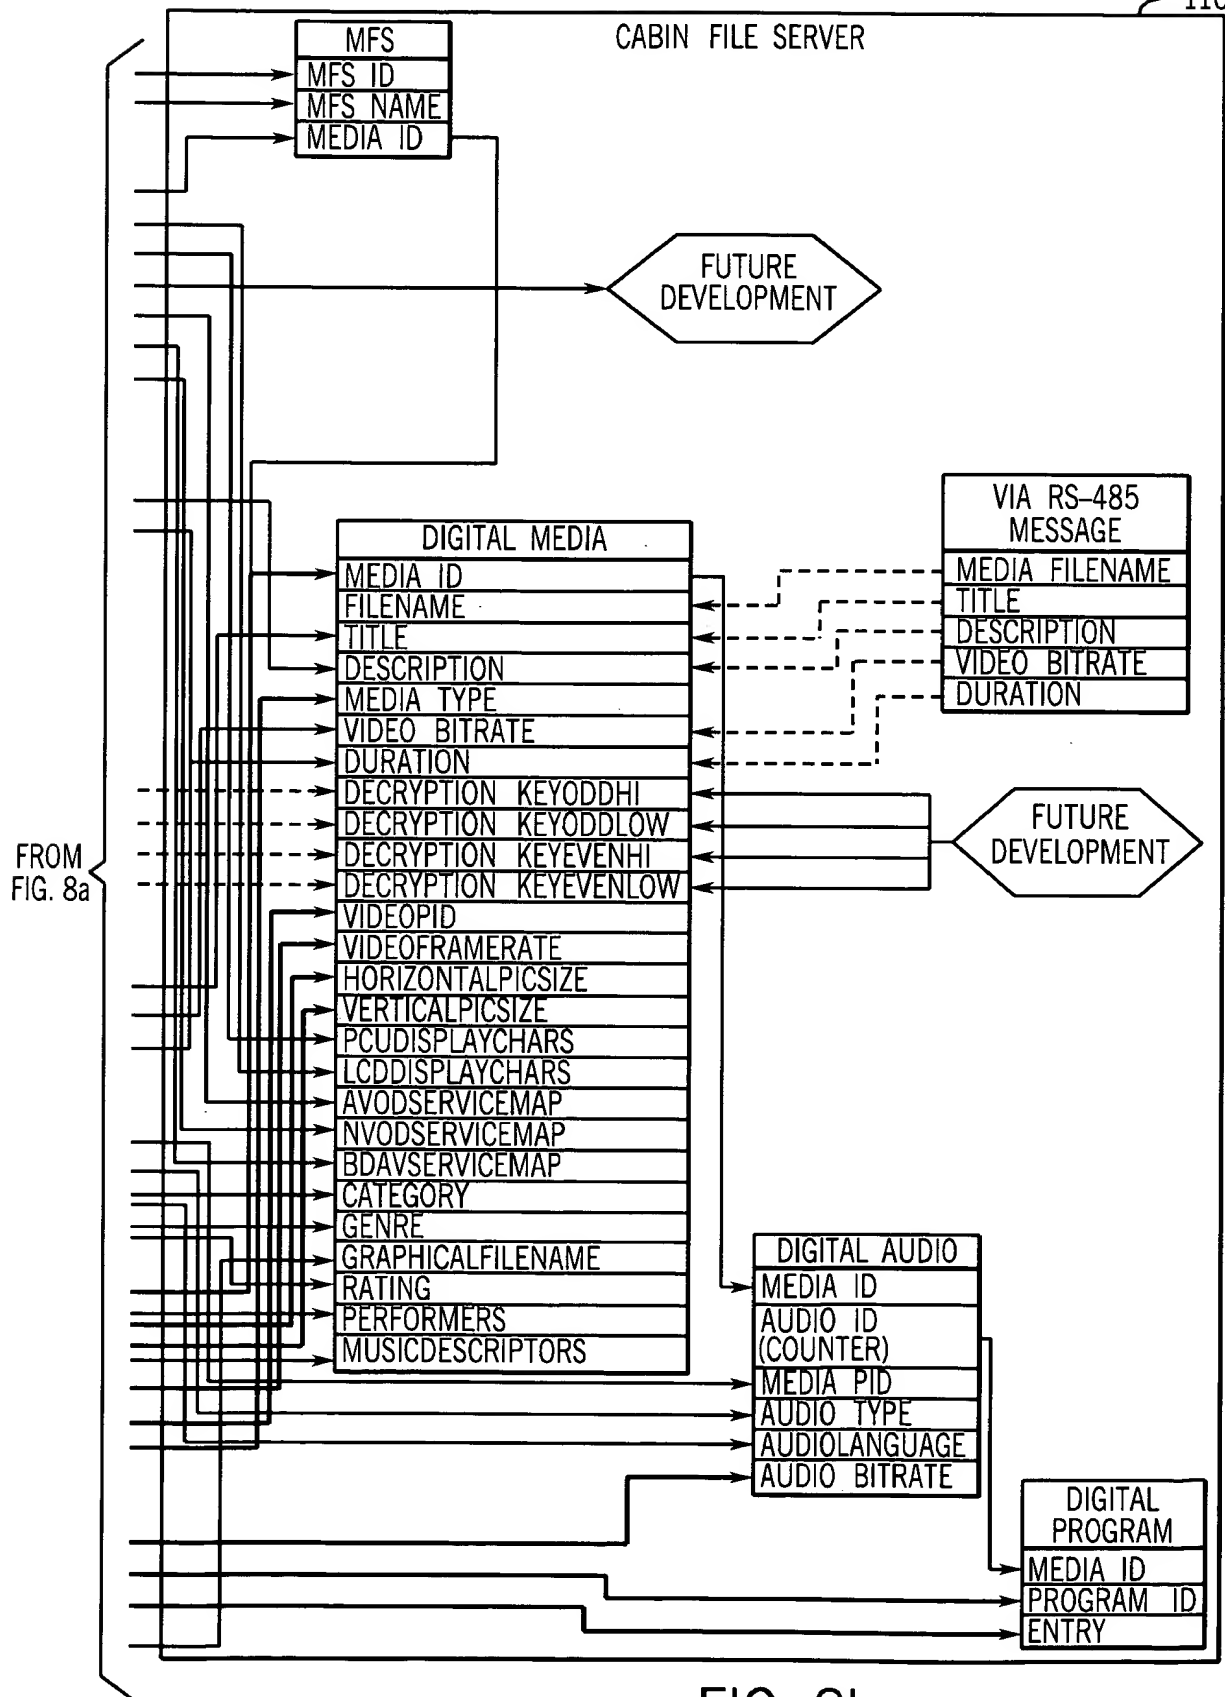 110
CABIN FILE SERVER
MFS
MFS ID
MFS NAME
MEDIA ID
FUTURE
DEVELOPMENT
VIA RS-485
MESSAGE
MEDIA FILENAME
TITLE
DESCRIPTION
VIDEO BITRATE
DURATION
DIGITAL MEDIA
MEDIA ID
FILENAME
TITLE
DESCRIPTION
MEDIA TYPE
VIDEO BITRATE
DURATION
DECRYPTION KEYODDHI
DECRYPTION KEYODDLOW
DECRYPTION KEYEVENHI
DECRYPTION KEYEVENLOW
VIDEOPID
VIDEOFRAMERATE
HORIZONTALPICSIZE
VERTICALPICSIZE
PCUDISPLAYCHARS
LCDDISPLAYCHARS
AVODSERVICEMAP
NVODSERVICEMAP
BDAVSERVICEMAP
CATEGORY
GENRE
GRAPHICALFILENAME
RATING
PERFORMERS
MUSICDESCRIPTORS
FUTURE
DEVELOPMENT
FROM
FIG. 8a
DIGITAL AUDIO
MEDIA ID
AUDIO ID
(COUNTER)
MEDIA PID
AUDIO TYPE
AUDIOLANGUAGE
AUDIO BITRATE
DIGITAL
PROGRAM
MEDIA ID
PROGRAM ID
ENTRY